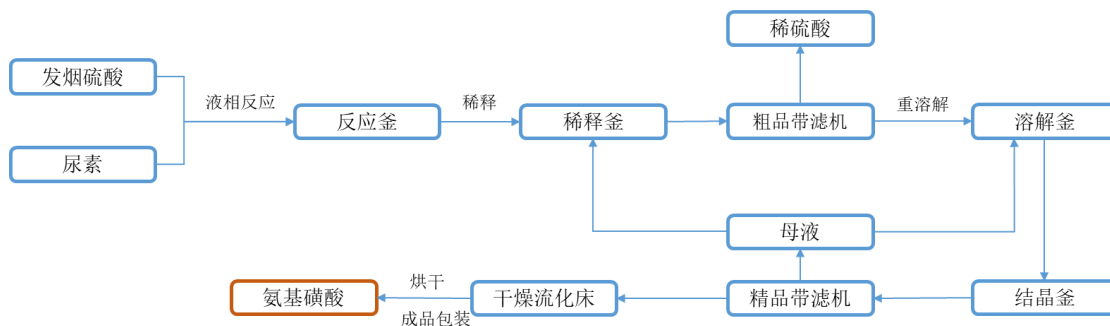 稀硫酸
发烟硫酸
液相反应
稀释
重溶解
反应釜
稀释釜
粗品带滤机
溶解釜
尿素
母液
烘干
氨基磺酸
干燥流化床
精品带滤机
结晶釜
成品包装